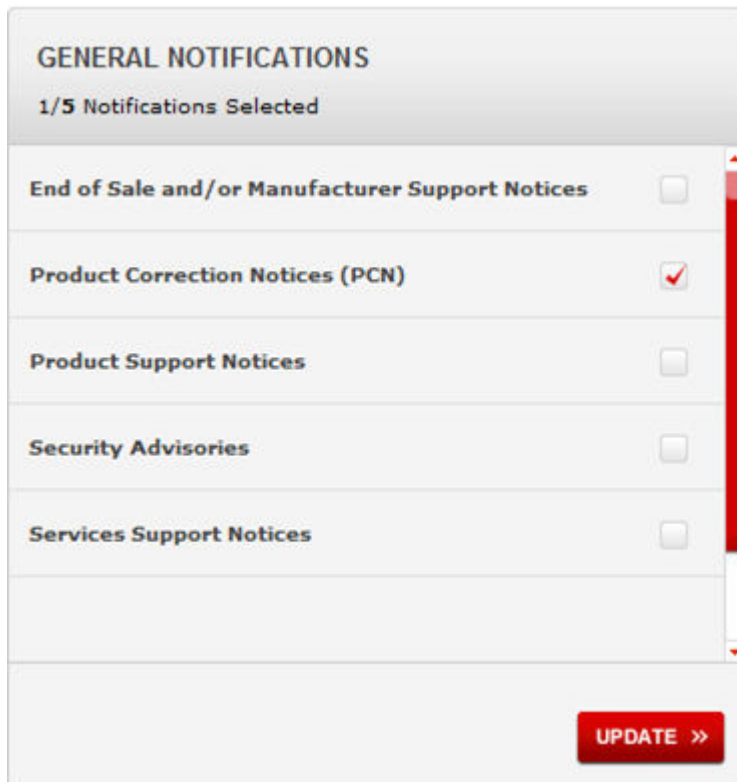 GENERAL NOTIFICATIONS
1/5 Notifications Selected
End of Sale and/or Manufacturer Support Notices
Product Correction Notices (PCN)
Product Support Notices
Security Advisories
Services Support Notices
UPDATE »